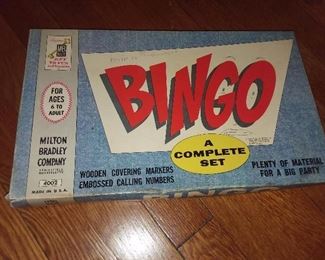 FOR
AGES
6 TO
ADULT
MILTON
BRADLEY
COMPANY
4007
MADE IN U.S.A.
BINGO
A
COMPLETE
SET
WOODEN COVERING MARKERS
EMBOSSED CALLING NUMBERS
PLENTY OF MATERIAL
FOR A BIG PARTY